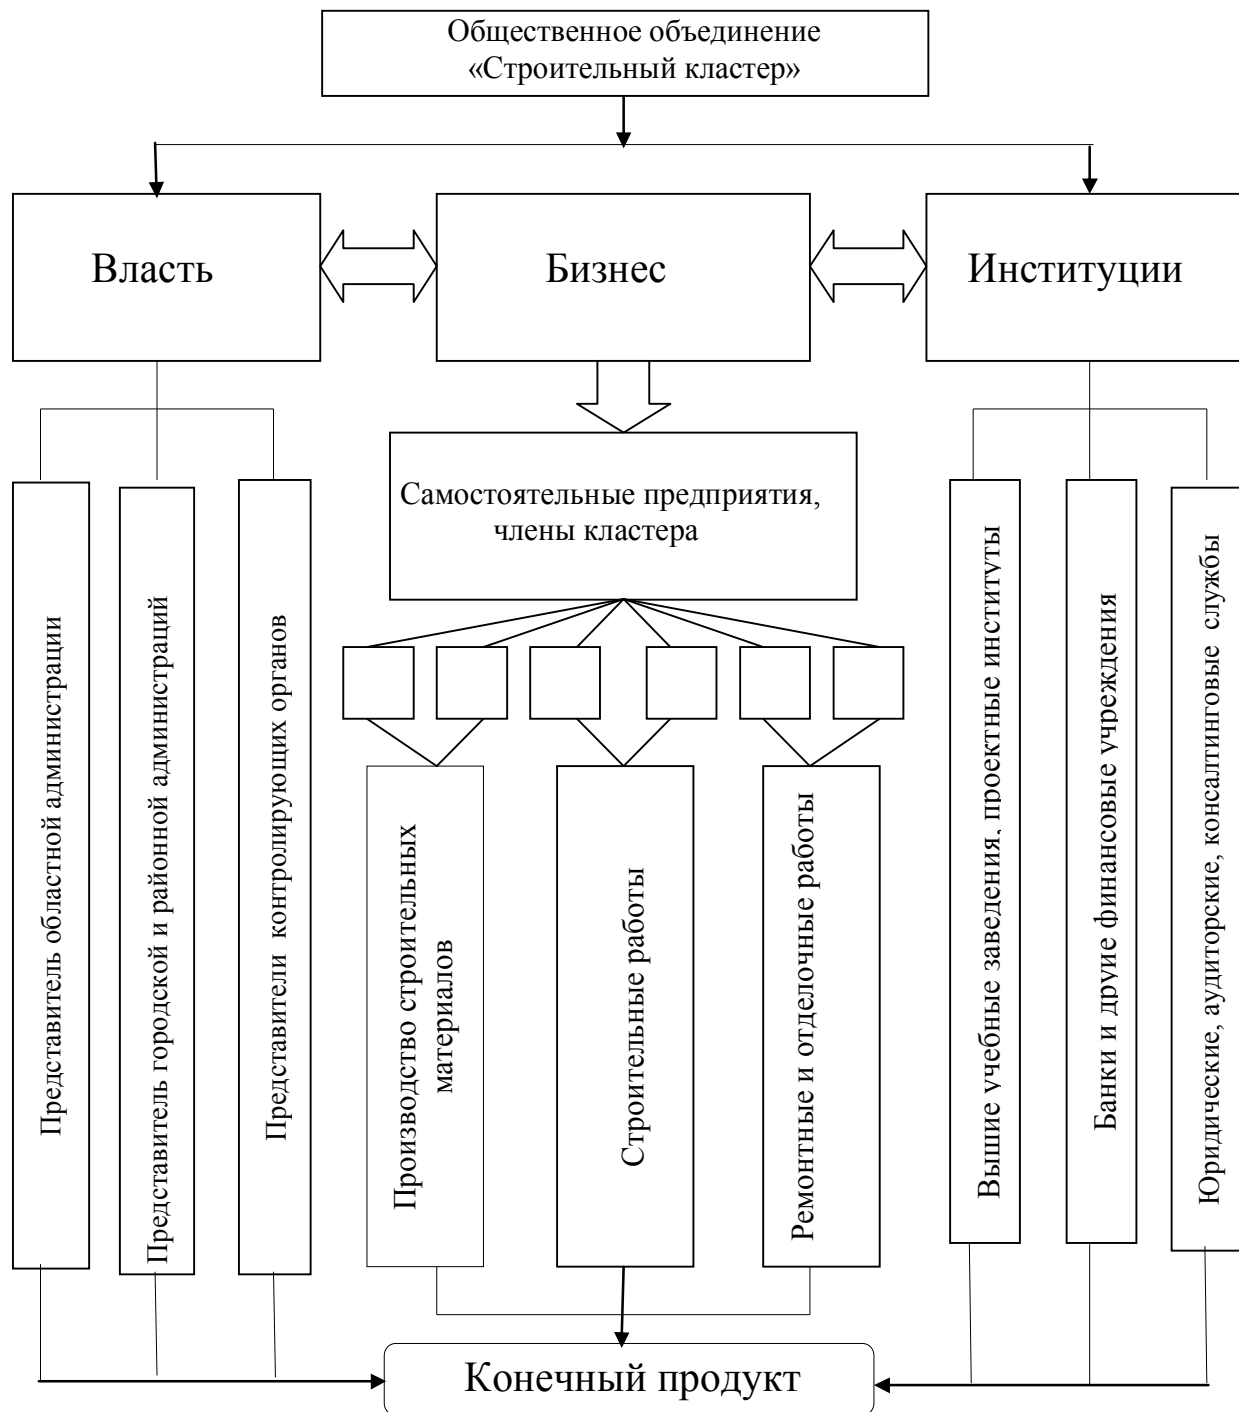 Общественное объединение
«Строительный кластер»
Власть
Бизнес
Институции
Самостоятельные предприятия,
члены кластера
Представитель областной администрации
Представитель городской и районной администраций
Представители контролирующих органов
Производство строительных
материалов
Строительные работы
Ремонтные и отделочные работы
Вышие учебные заведения, проектные институты
Банки и друие финансовые учреждения
Юридические, аудиторские, консалтинговые службы
Конечный продукт